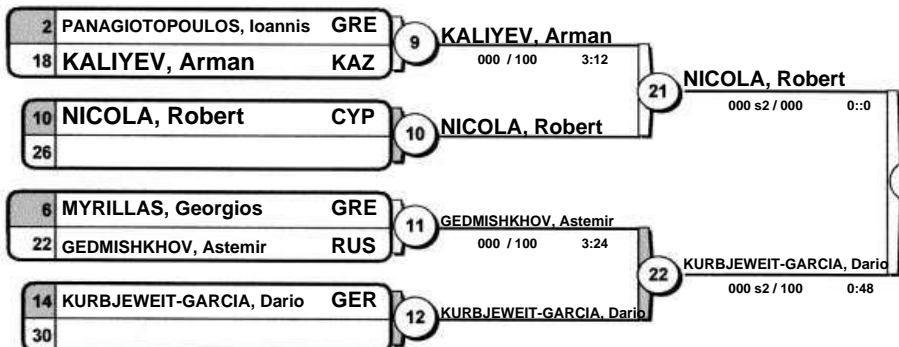 2 PANAGIOTOPOULOS, Ioannis GRE
18 KALIYEV, Arman KAZ
9
KALIYEV, Arman
000 / 100 3:12
10 NICOLA, Robert CYP
26
10
NICOLA, Robert
21
NICOLA, Robert
000 s2 / 000 0::0
6 MYRILLAS, Georgios GRE
22 GEDMISHKHOV, Astemir RUS
11
GEDMISHKHOV, Astemir
000 / 100 3:24
14 KURBJEWEIT-GARCIA, Dario GER
30
12
KURBJEWEIT-GARCIA, Dario
22
KURBJEWEIT-GARCIA, Dario
000 s2 / 100 0:48